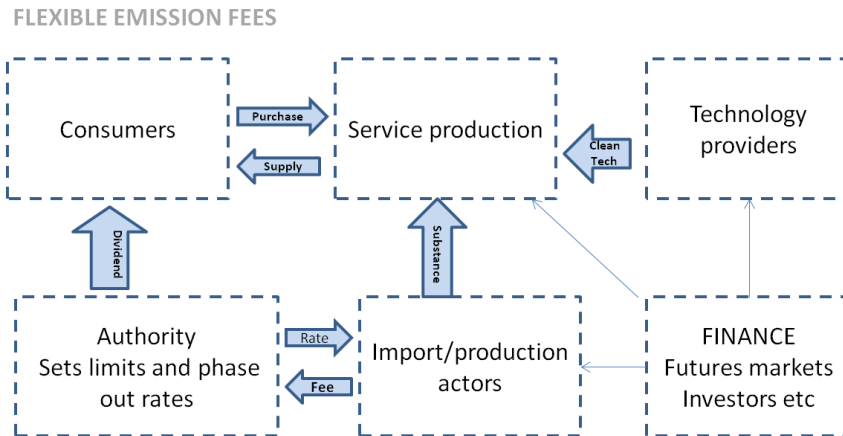 FLEXIBLE EMISSION FEES
Consumers
Purchase
Supply
Service production
Clean
Tech
Technology
providers
Dividend
Substance
Authority
Sets limits and phase
out rates
Rate
Fee
Import/production
actors
FINANCE
Futures markets
Investors etc